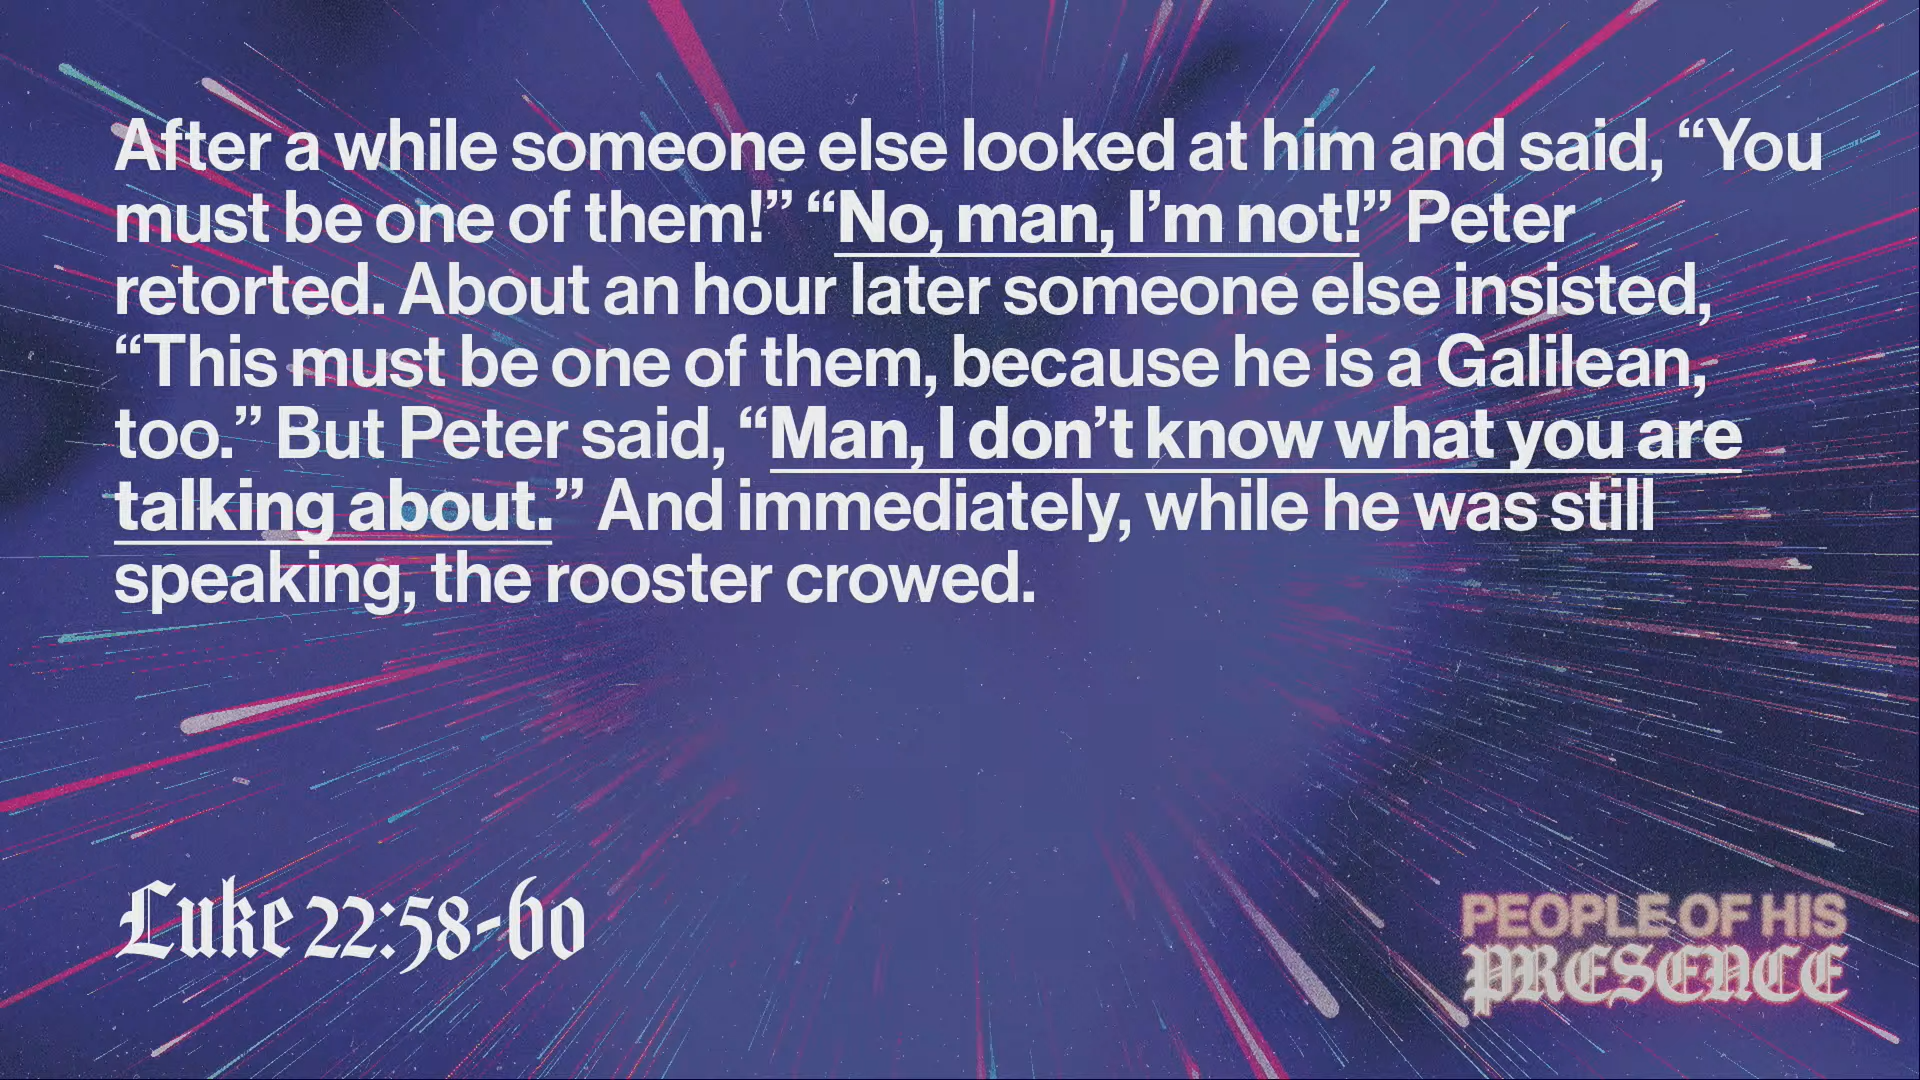 After a while someone else looked at him and said, “You
must be one of them!” “No, man, I’m not!” Peter
retorted. About an hour later someone else insisted,
“This must be one of them, because he is a Galilean,
too.” But Peter said, “Man, I don’t know what you are
talking about.” And immediately, while he was still
speaking, the rooster crowed.
Luke 22:58-60
PEOPLE OF HIS
PRESENCE